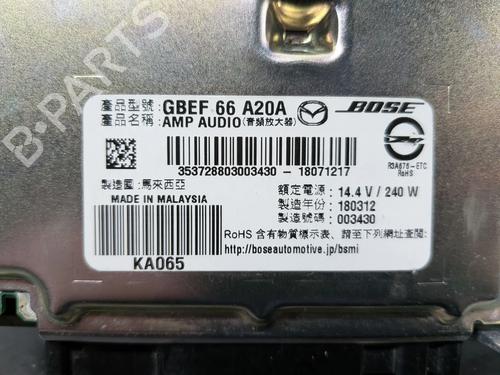 B-PARTS
產品型號: GBEF 66 A20A
產品名稱: AMP AUDIO (音頻放大器)
BOSE
353728803003430 - 18071217
R3A676-ETC
RoHS
製造國: 馬來西亞
MADE IN MALAYSIA
額定電源: 14.4 V / 240 W
製造年份: 180312
製造號碼: 003430
RoHS 含有物質標示表、請至下列網址查閱:
http://boseautomotive.jp/bsmi
KA065